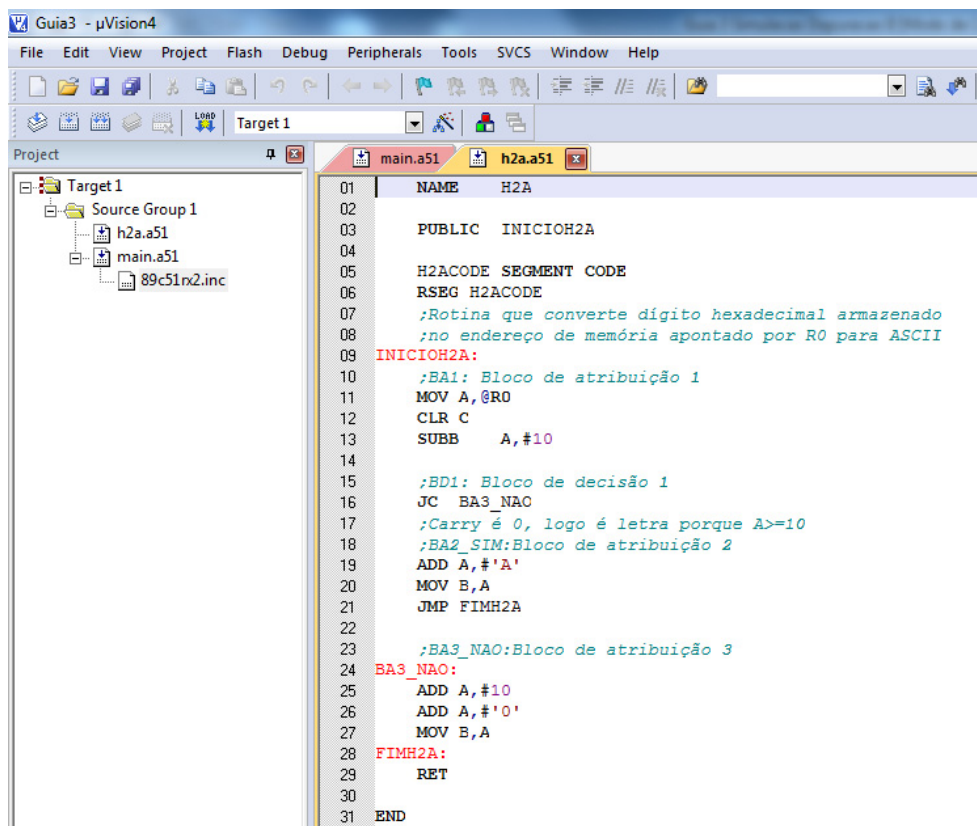 Guia3 - µVision4
File Edit View Project Flash Debug Peripherals Tools SVCS Window Help
LOAD Target 1
Project
main.a51 h2a.a51
Target 1
Source Group 1
h2a.a51
main.a51
89c51rx2.inc
01 NAME H2A
02
03 PUBLIC INICIOH2A
04
05 H2ACODE SEGMENT CODE
06 RSEG H2ACODE
07 ;Rotina que converte dígito hexadecimal armazenado
08 ;no endereço de memória apontado por R0 para ASCII
09 INICIOH2A:
10 ;BA1: Bloco de atribuição 1
11 MOV A,@R0
12 CLR C
13 SUBB A,#10
14
15 ;BD1: Bloco de decisão 1
16 JC BA3_NAO
17 ;Carry é 0, logo é letra porque A>=10
18 ;BA2_SIM:Bloco de atribuição 2
19 ADD A,#'A'
20 MOV B,A
21 JMP FIMH2A
22
23 ;BA3_NAO:Bloco de atribuição 3
24 BA3_NAO:
25 ADD A,#10
26 ADD A,#'0'
27 MOV B,A
28 FIMH2A:
29 RET
30
31 END